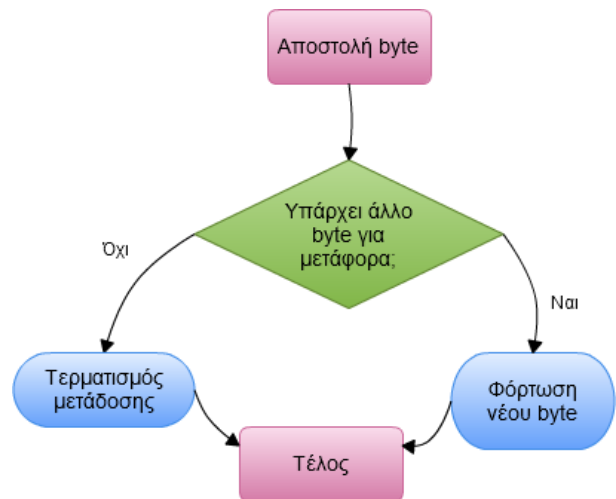 Αποστολή byte
Υπάρχει άλλο
byte για
μετάφορα;
Όχι
Ναι
Τερματισμός
μετάδοσης
Φόρτωση
νέου byte
Τέλος